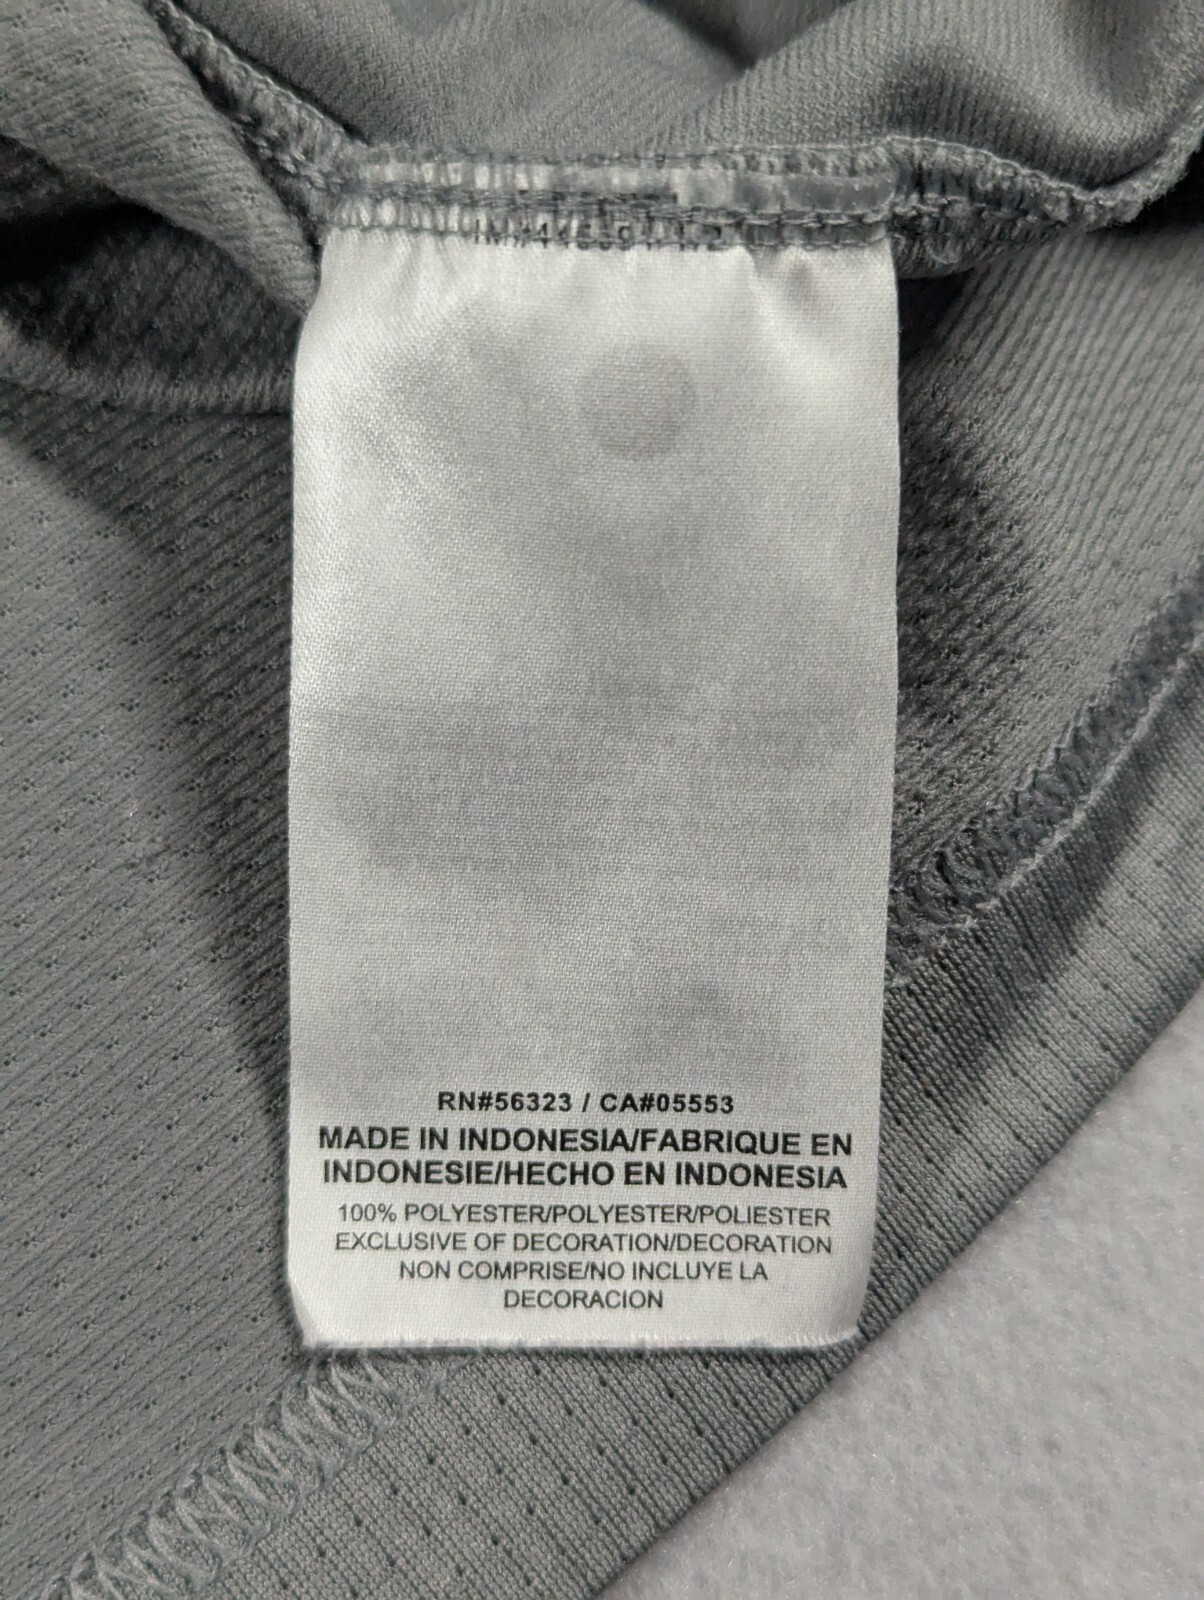 RN#56323 / CA#05553
MADE IN INDONESIA/FABRIQUE EN
INDONESIE/HECHO EN INDONESIA
100% POLYESTER/POLYESTER/POLIESTER
EXCLUSIVE OF DECORATION/DECORATION
NON COMPRISE/NO INCLUYE LA
DECORACION